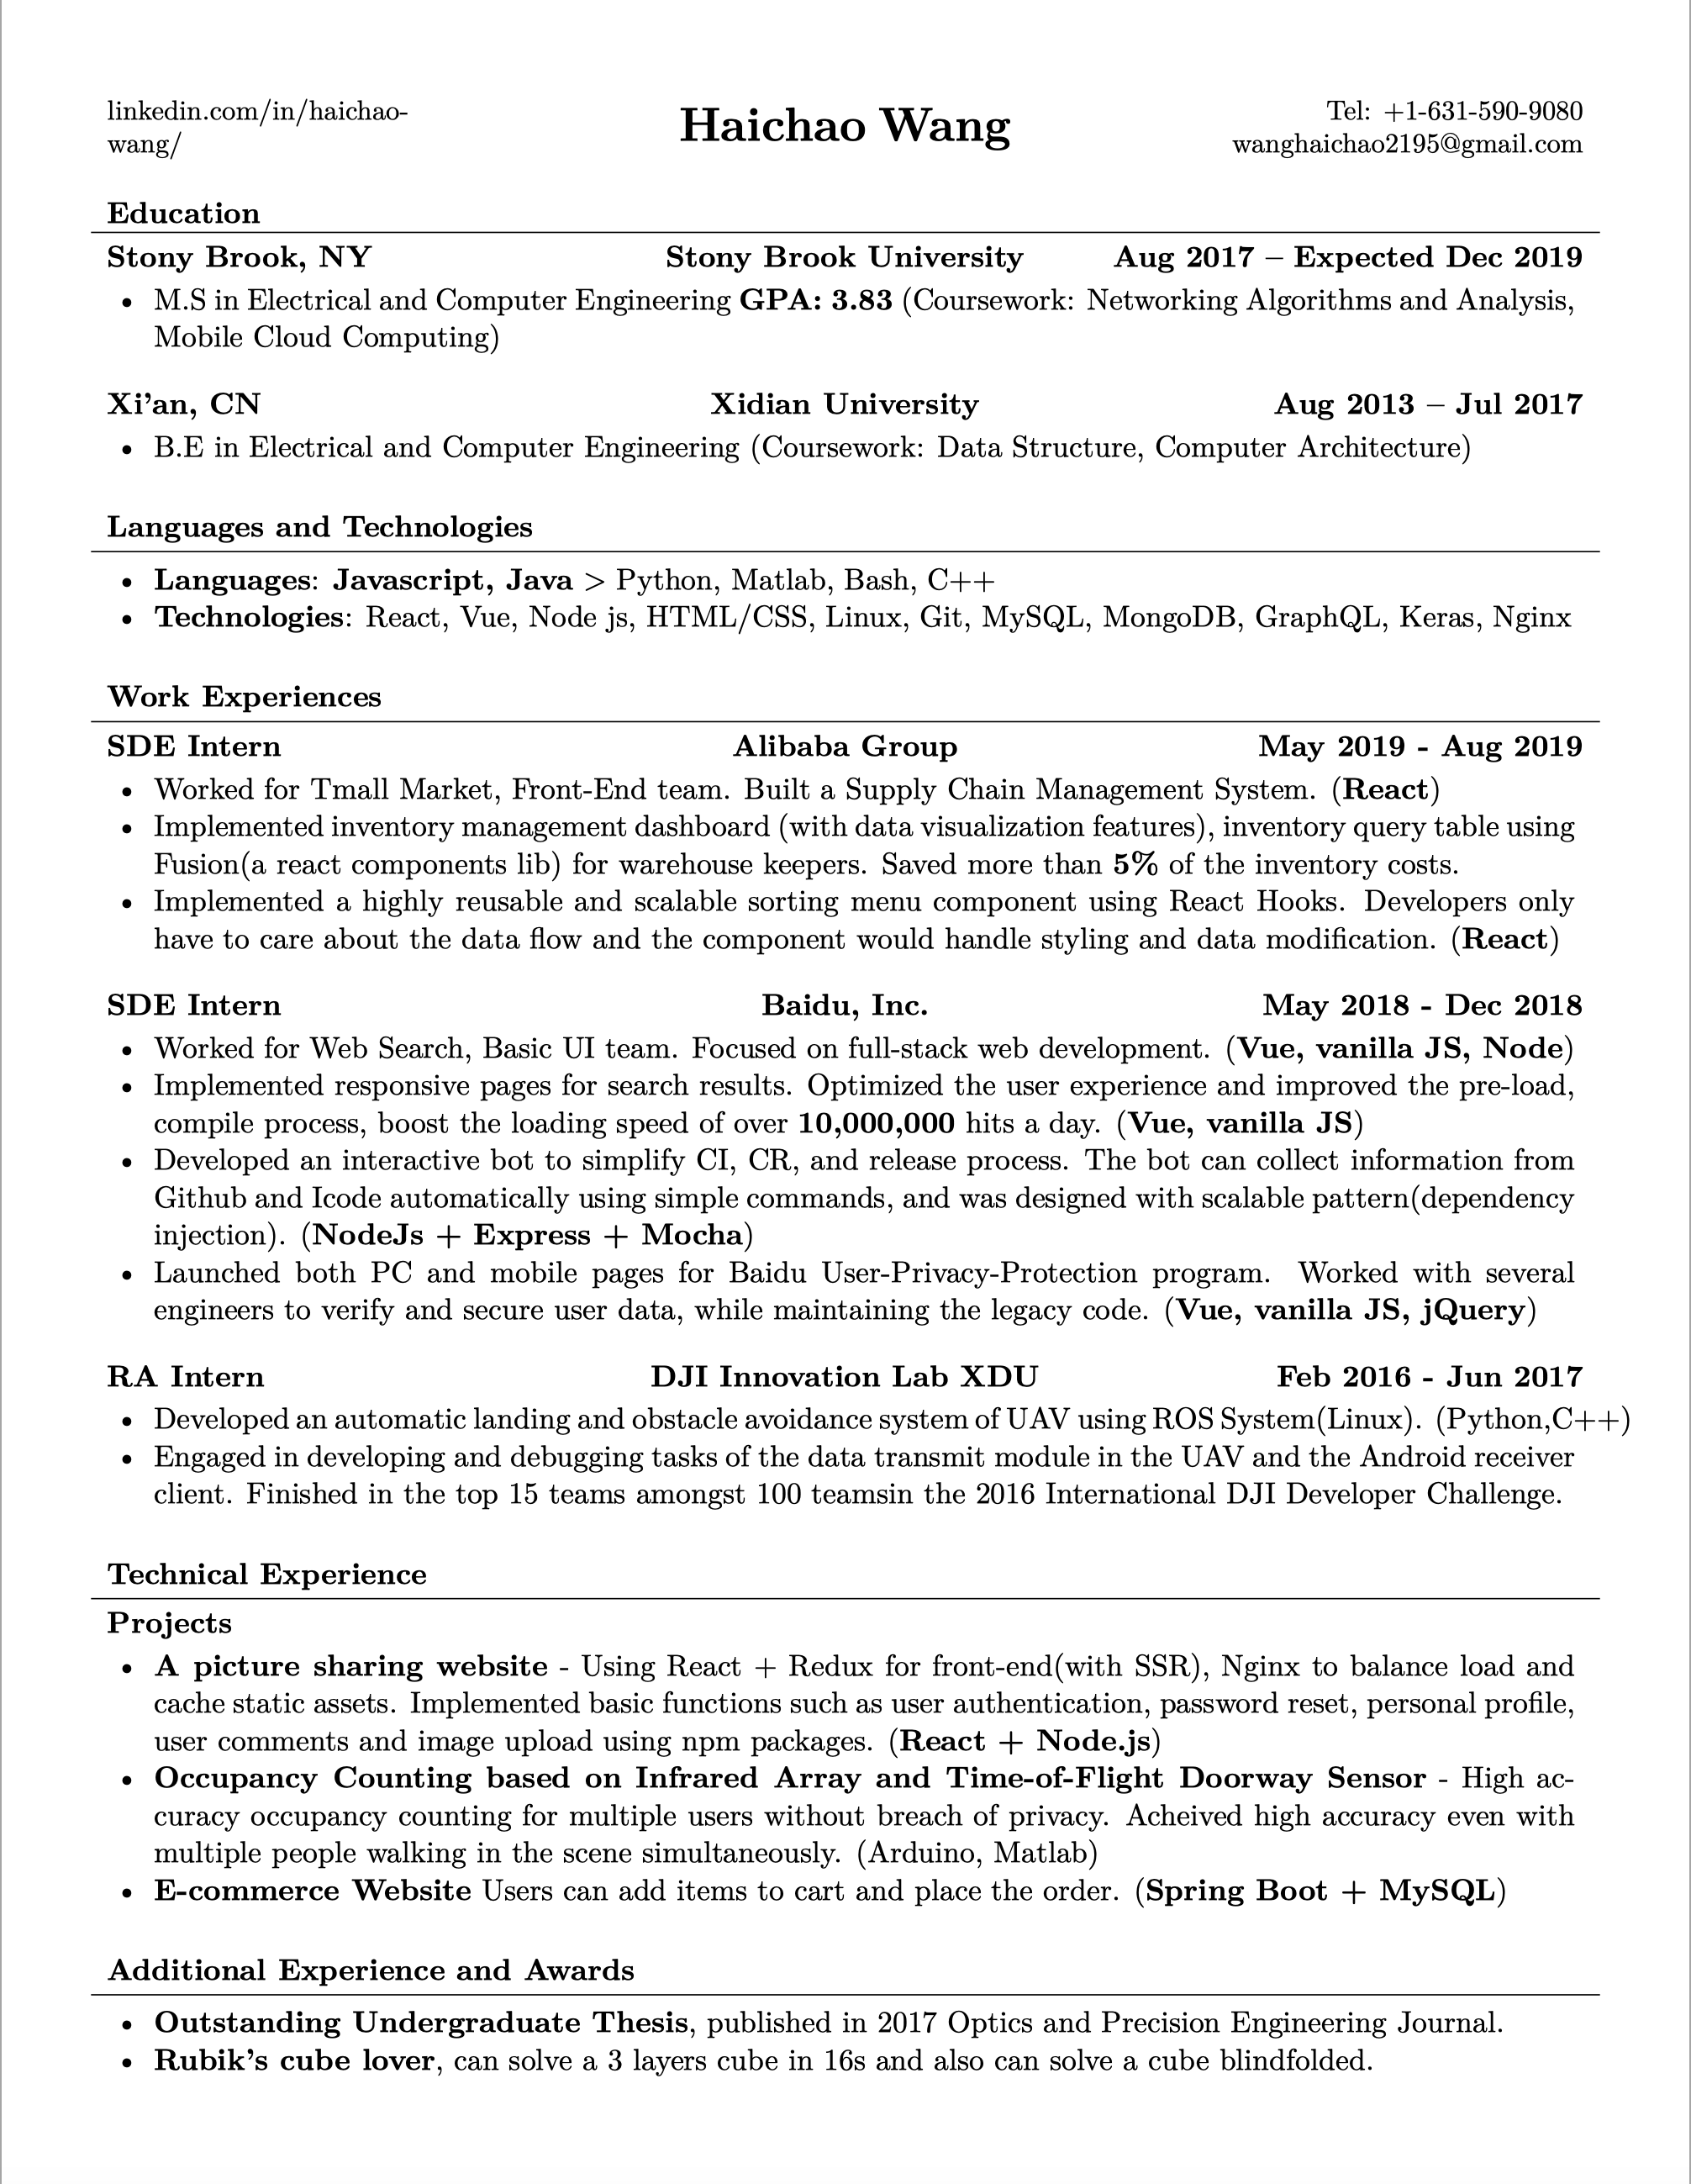 linkedin.com/in/haichao-
wang/
Haichao Wang
Tel: +1-631-590-9080
wanghaichao2195@gmail.com
Education
Stony Brook, NY Stony Brook University Aug 2017 – Expected Dec 2019
• M.S in Electrical and Computer Engineering GPA: 3.83 (Coursework: Networking Algorithms and Analysis,
Mobile Cloud Computing)
Xi'an, CN Xidian University Aug 2013 – Jul 2017
• B.E in Electrical and Computer Engineering (Coursework: Data Structure, Computer Architecture)
Languages and Technologies
• Languages: Javascript, Java > Python, Matlab, Bash, C++
• Technologies: React, Vue, Node js, HTML/CSS, Linux, Git, MySQL, MongoDB, GraphQL, Keras, Nginx
Work Experiences
SDE Intern Alibaba Group May 2019 - Aug 2019
• Worked for Tmall Market, Front-End team. Built a Supply Chain Management System. (React)
• Implemented inventory management dashboard (with data visualization features), inventory query table using
Fusion(a react components lib) for warehouse keepers. Saved more than 5% of the inventory costs.
• Implemented a highly reusable and scalable sorting menu component using React Hooks. Developers only
have to care about the data flow and the component would handle styling and data modification. (React)
SDE Intern Baidu, Inc. May 2018 - Dec 2018
• Worked for Web Search, Basic UI team. Focused on full-stack web development. (Vue, vanilla JS, Node)
• Implemented responsive pages for search results. Optimized the user experience and improved the pre-load,
compile process, boost the loading speed of over 10,000,000 hits a day. (Vue, vanilla JS)
• Developed an interactive bot to simplify CI, CR, and release process. The bot can collect information from
Github and Icode automatically using simple commands, and was designed with scalable pattern(dependency
injection). (NodeJs + Express + Mocha)
• Launched both PC and mobile pages for Baidu User-Privacy-Protection program. Worked with several
engineers to verify and secure user data, while maintaining the legacy code. (Vue, vanilla JS, jQuery)
RA Intern DJI Innovation Lab XDU Feb 2016 - Jun 2017
• Developed an automatic landing and obstacle avoidance system of UAV using ROS System(Linux). (Python,C++)
• Engaged in developing and debugging tasks of the data transmit module in the UAV and the Android receiver
client. Finished in the top 15 teams amongst 100 teamsin the 2016 International DJI Developer Challenge.
Technical Experience
Projects
• A picture sharing website - Using React + Redux for front-end(with SSR), Nginx to balance load and
cache static assets. Implemented basic functions such as user authentication, password reset, personal profile,
user comments and image upload using npm packages. (React + Node.js)
• Occupancy Counting based on Infrared Array and Time-of-Flight Doorway Sensor - High ac-
curacy occupancy counting for multiple users without breach of privacy. Acheived high accuracy even with
multiple people walking in the scene simultaneously. (Arduino, Matlab)
• E-commerce Website Users can add items to cart and place the order. (Spring Boot + MySQL)
Additional Experience and Awards
• Outstanding Undergraduate Thesis, published in 2017 Optics and Precision Engineering Journal.
• Rubik's cube lover, can solve a 3 layers cube in 16s and also can solve a cube blindfolded.